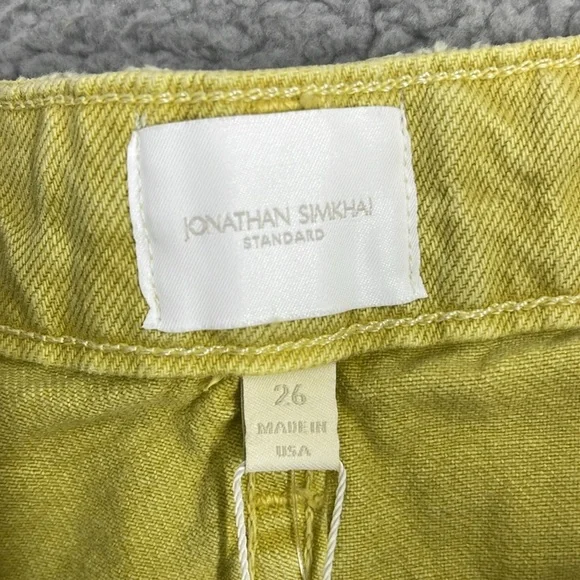 JONATHAN SIMKHAI
STANDARD
26
MADE IN
USA